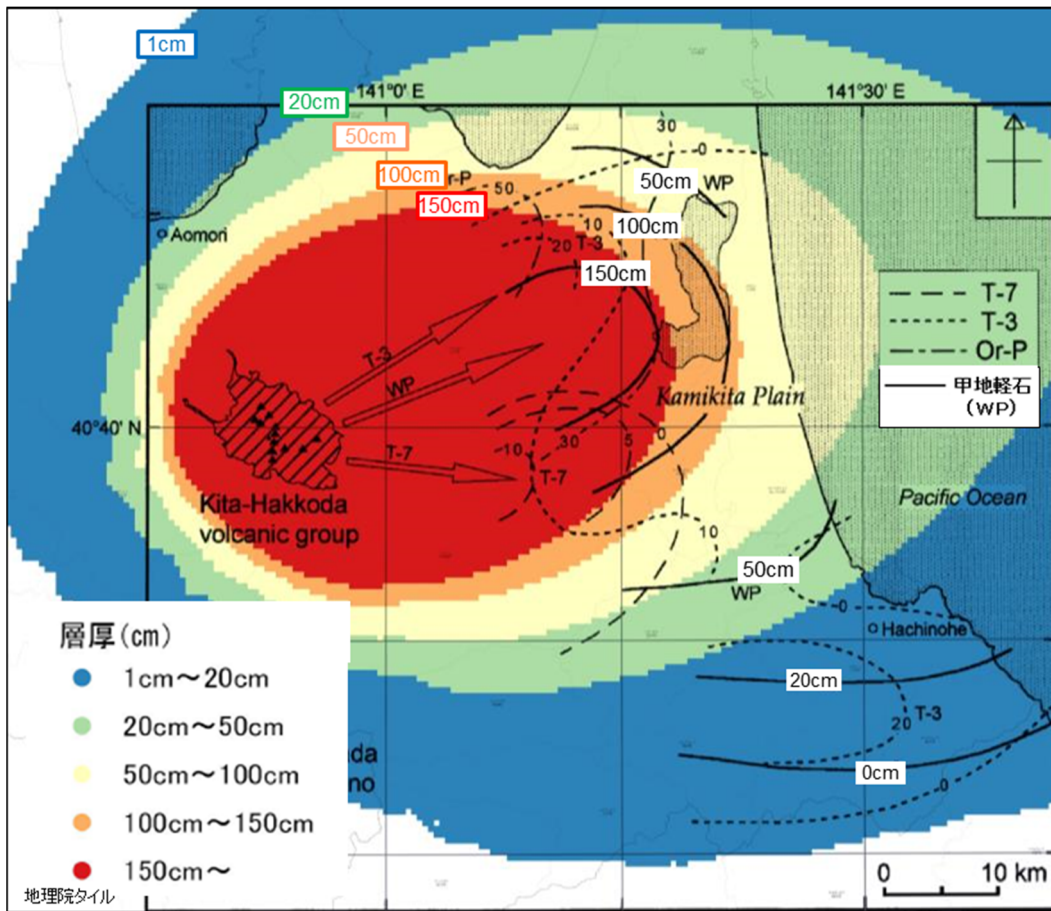 1cm
20cm
141°0' E
141°30' E
50cm
30
0
100cm
r-P
50
50cm
WP
150cm
Aomori
10
100cm
20
T-3
150cm
T-7
T-3
Or-P
甲地軽石
(WP)
T-3
WP
0
Kamikita Plain
40°40' N
T-7
10
30
5
0
T-7
Pacific Ocean
Kita-Hakkoda
volcanic group
10
50cm
WP
0
Hachinohe
層厚(cm)
1cm~20cm
20cm~50cm
50cm~100cm
100cm~150cm
150cm~
20cm
20
T-3
0cm
0
da
no
0
10 km
地理院タイル